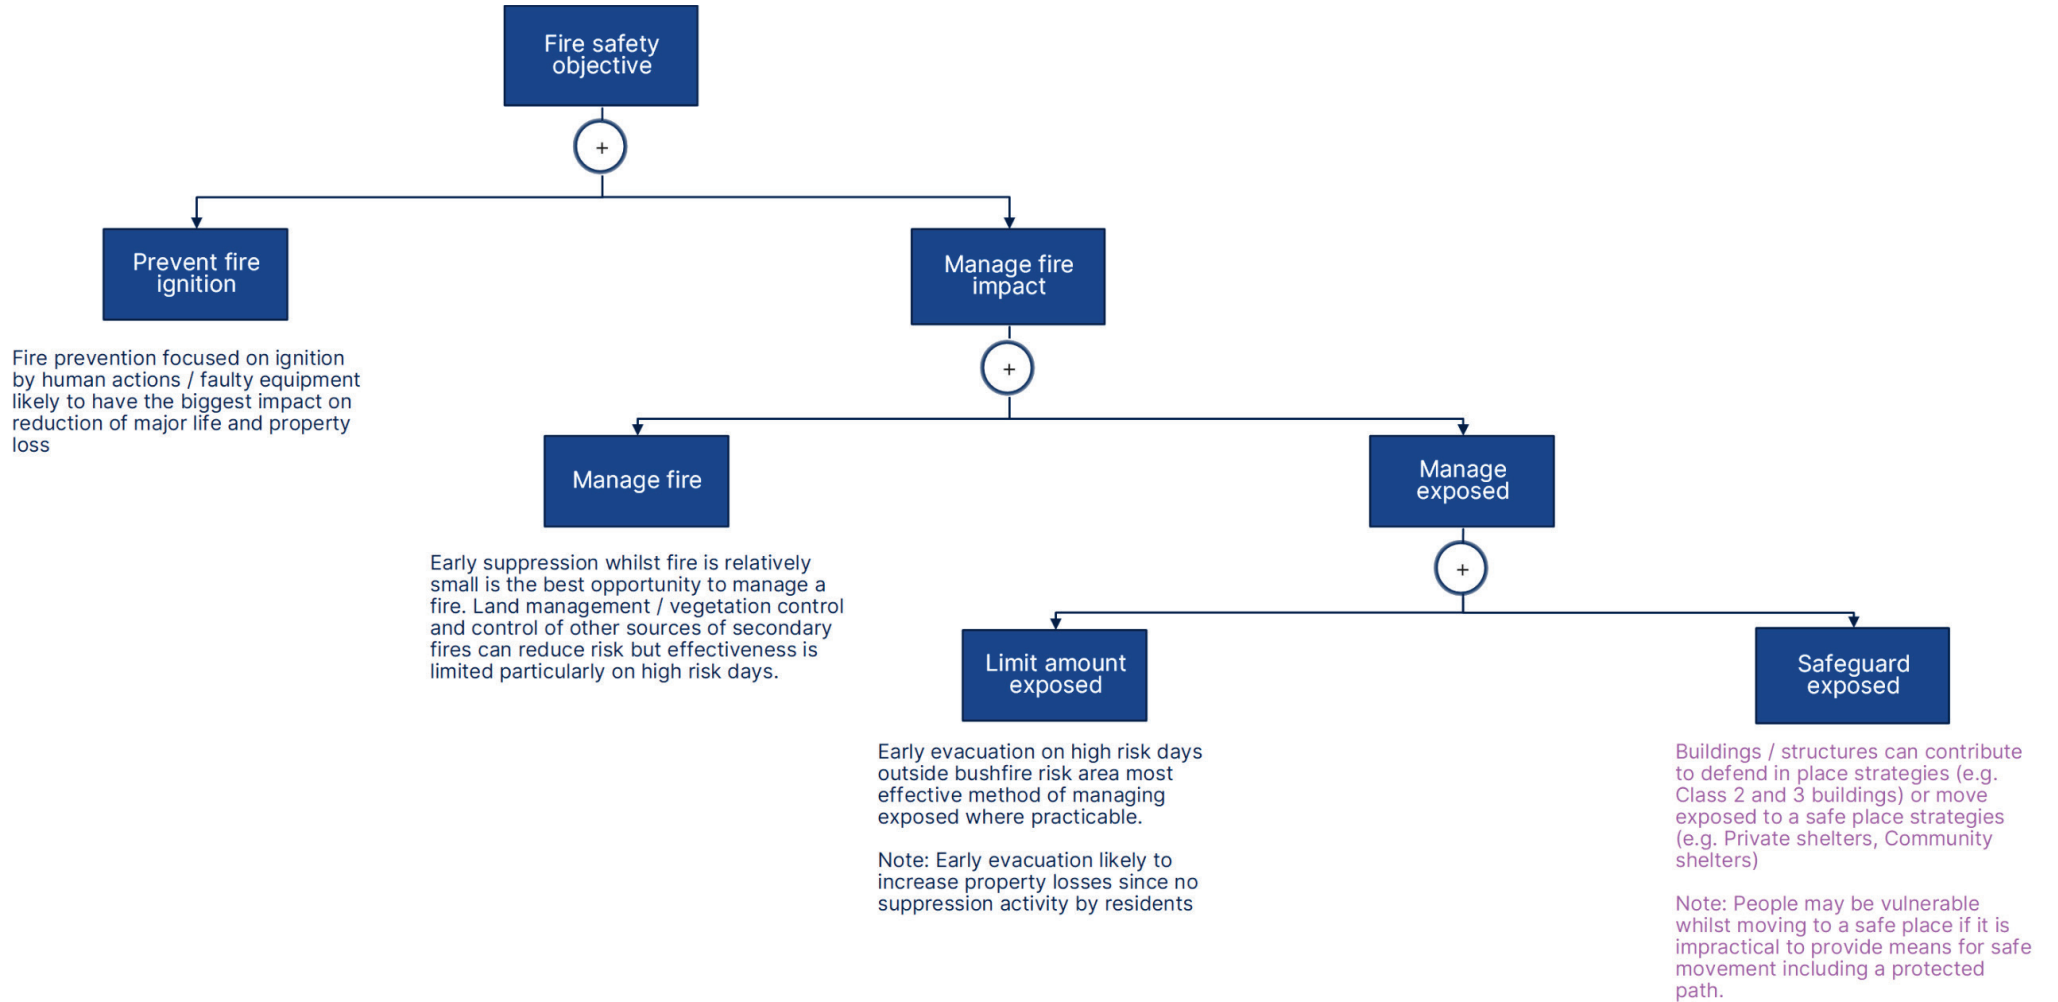 Fire safety
objective
+
Prevent fire
ignition
Manage fire
impact
Fire prevention focused on ignition
by human actions / faulty equipment
likely to have the biggest impact on
reduction of major life and property
loss
+
Manage fire
Manage
exposed
Early suppression whilst fire is relatively
small is the best opportunity to manage a
fire. Land management / vegetation control
and control of other sources of secondary
fires can reduce risk but effectiveness is
limited particularly on high risk days.
+
Limit amount
exposed
Safeguard
exposed
Early evacuation on high risk days
outside bushfire risk area most
effective method of managing
exposed where practicable.
Note: Early evacuation likely to
increase property losses since no
suppression activity by residents
Buildings / structures can contribute
to defend in place strategies (e.g.
Class 2 and 3 buildings) or move
exposed to a safe place strategies
(e.g. Private shelters, Community
shelters)
Note: People may be vulnerable
whilst moving to a safe place if it is
impractical to provide means for safe
movement including a protected
path.